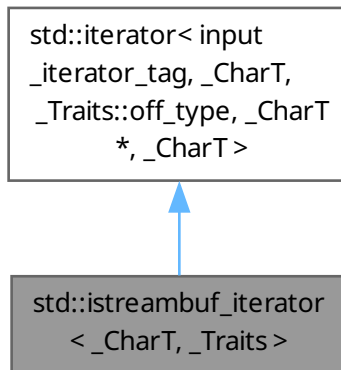 std::iterator< input
_iterator_tag, _CharT,
_Traits::off_type, _CharT
*, _CharT >
std::istreambuf_iterator
< _CharT, _Traits >